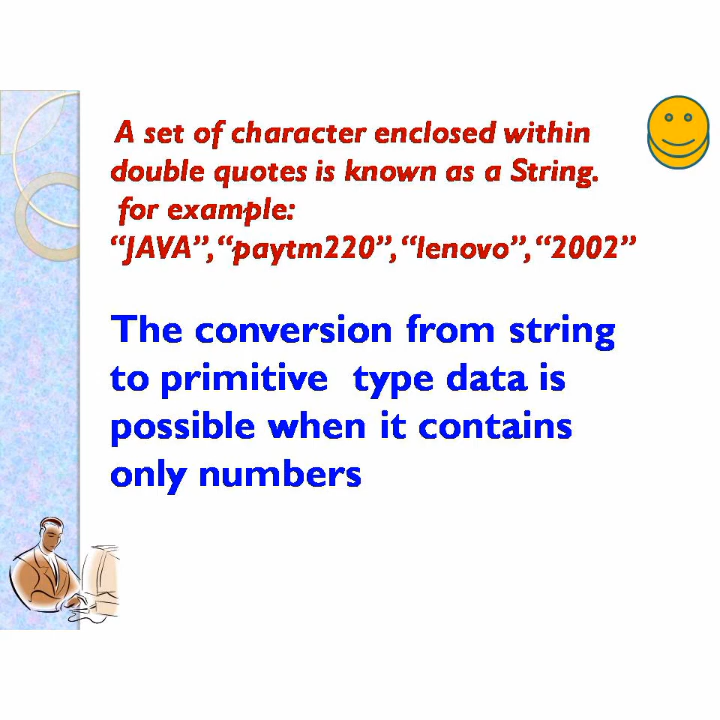 A set of character enclosed within
double quotes is known as a String.
for example:
“JAVA”,“paytm220”,“lenovo”,“2002”
The conversion from string
to primitive type data is
possible when it contains
only numbers